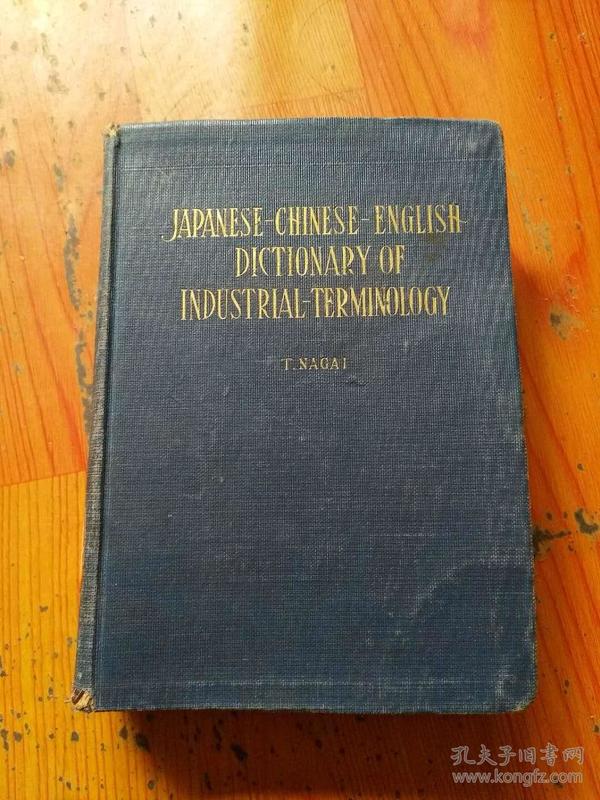 JAPANESE-CHINESE-ENGLISH
DICTIONARY OF
INDUSTRIAL-TERMINOLOGY
T. NAGAI
孔夫子旧书网
www.kongfz.com